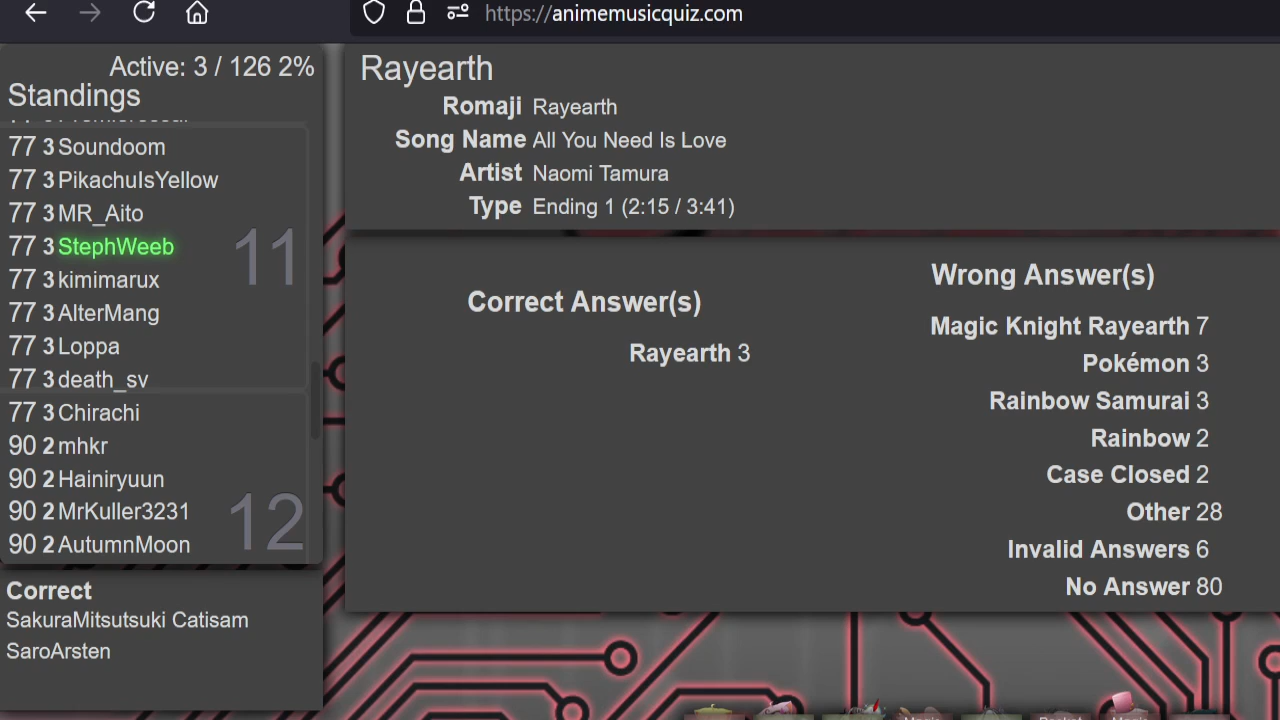 https://animemusicquiz.com
Active: 3 / 126 2%
Standings
77 3 Soundoom
77 3 PikachuIsYellow
77 3 MR_Aito
77 3 StephWeeb
11
77 3 kimimarux
77 3 AlterMang
77 3 Loppa
77 3 death_sv
77 3 Chirachi
90 2 mhkr
90 2 Hainiryuun
90 2 MrKuller3231
12
90 2 AutumnMoon
Correct
SakuraMitsutsuki Catisam
SaroArsten
Rayearth
Romaji Rayearth
Song Name All You Need Is Love
Artist Naomi Tamura
Type Ending 1 (2:15 / 3:41)
Correct Answer(s)
Rayearth 3
Wrong Answer(s)
Magic Knight Rayearth 7
Pokémon 3
Rainbow Samurai 3
Rainbow 2
Case Closed 2
Other 28
Invalid Answers 6
No Answer 80